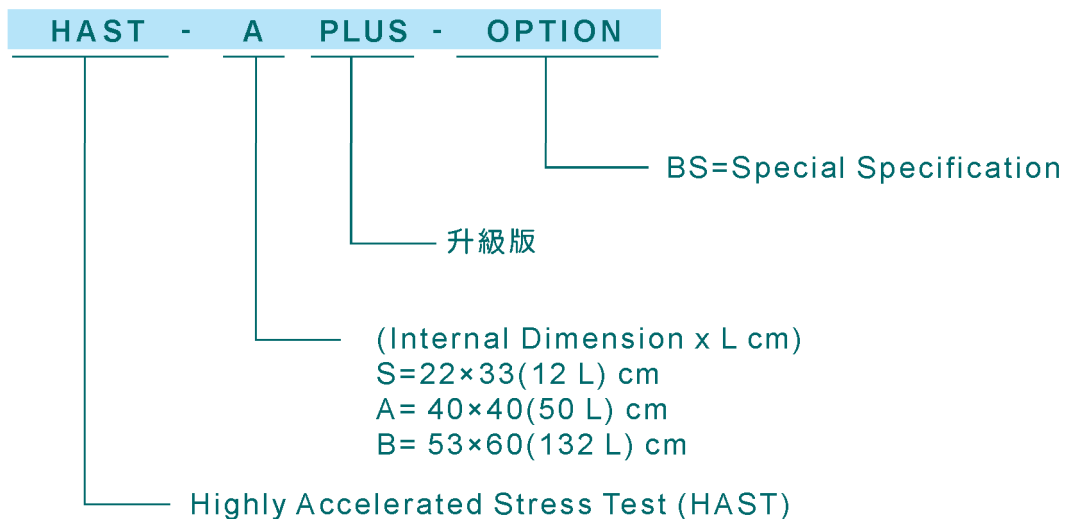 HAST - A PLUS - OPTION
BS=Special Specification
升級版
(Internal Dimension x L cm)
S=22×33(12 L) cm
A= 40×40(50 L) cm
B= 53×60(132 L) cm
Highly Accelerated Stress Test (HAST)